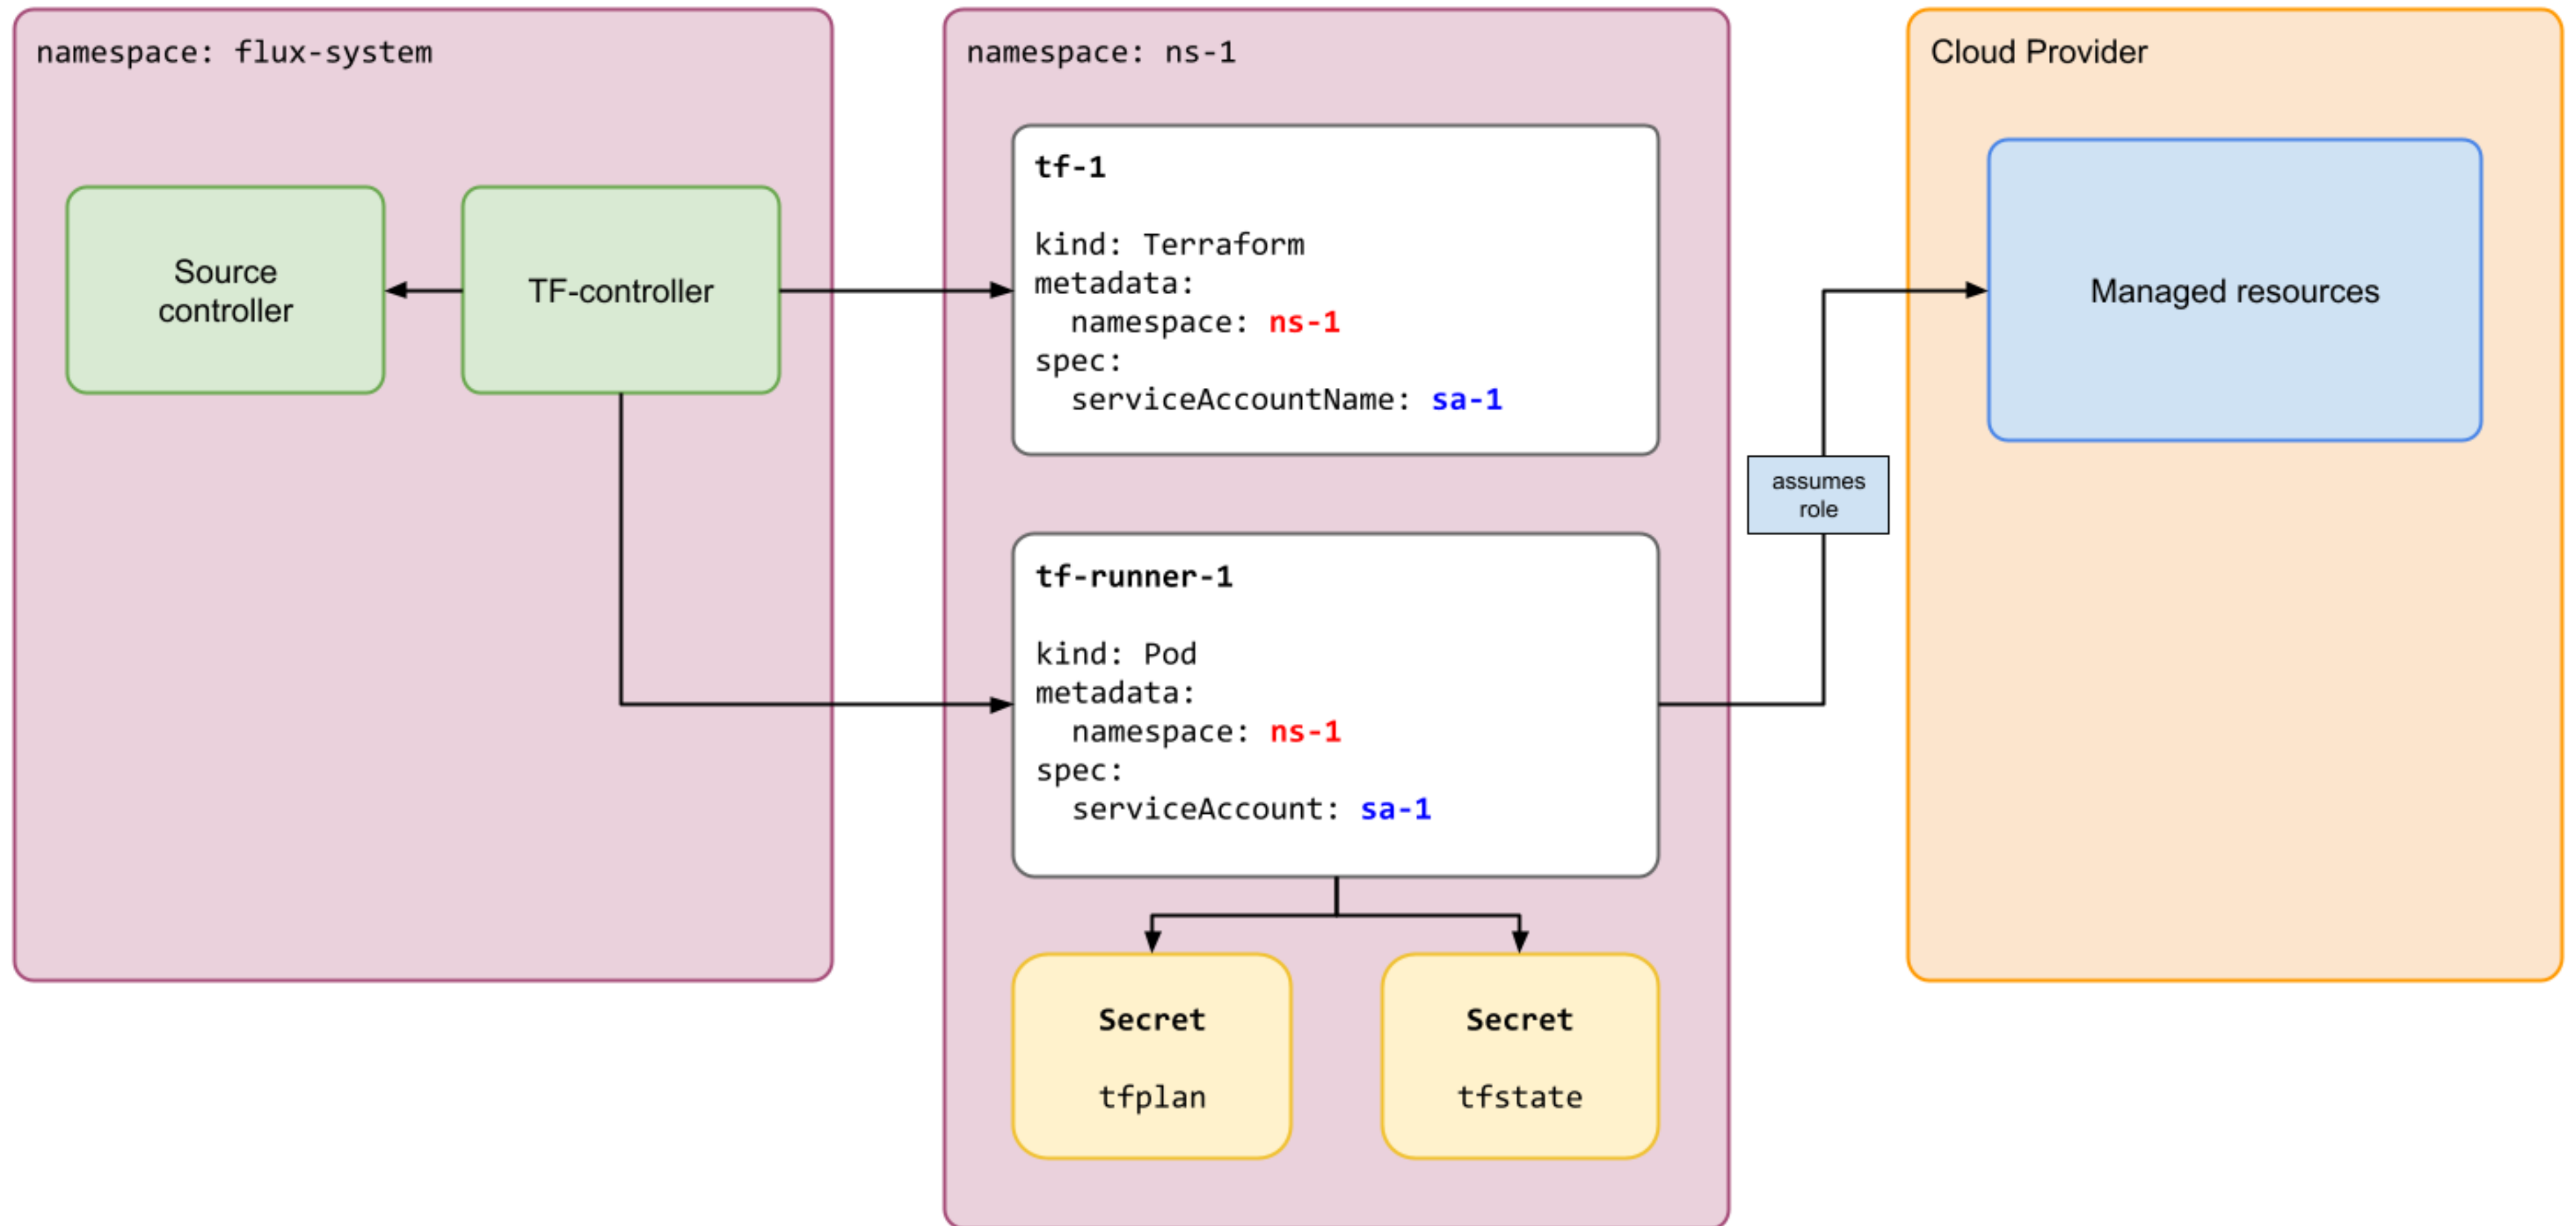 namespace: flux-system
Source
controller
TF-controller
namespace: ns-1
tf-1
kind: Terraform
metadata:
  namespace: ns-1
spec:
  serviceAccountName: sa-1
tf-runner-1
kind: Pod
metadata:
  namespace: ns-1
spec:
  serviceAccount: sa-1
Secret
tfplan
Secret
tfstate
assumes
role
Cloud Provider
Managed resources